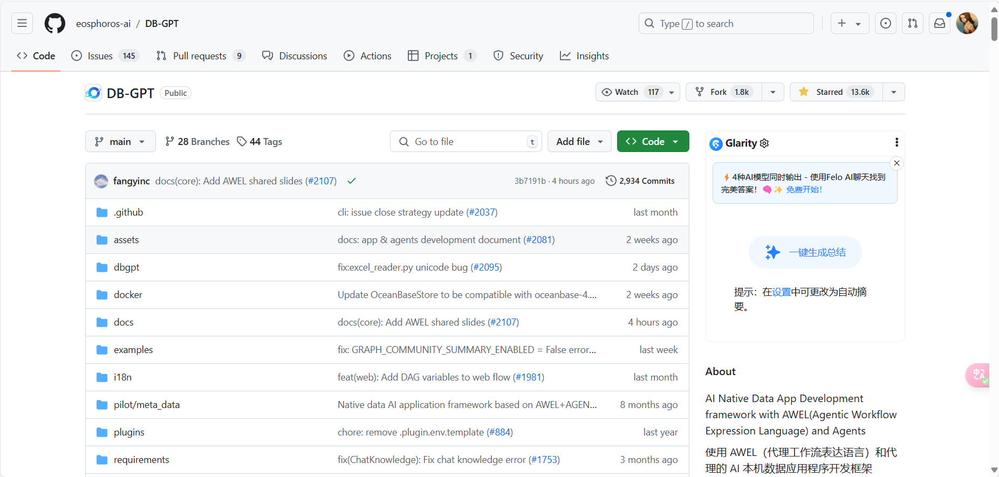 eosphoros-ai / DB-GPT
Type / to search
Code
Issues 145
Pull requests 9
Discussions
Actions
Projects 1
Security
Insights
DB-GPT Public
Watch 117
Fork 1.8k
Starred 13.6k
main
28 Branches
44 Tags
Go to file t
Add file
Code
fangyinc docs(core): Add AWEL shared slides (#2107)
3b7191b · 4 hours ago
2,934 Commits
.github cli: issue close strategy update (#2037) last month
assets docs: app & agents development document (#2081) 2 weeks ago
dbgpt fix:excel_reader.py unicode bug (#2095) 2 days ago
docker Update OceanBaseStore to be compatible with oceanbase-4.... 2 weeks ago
docs docs(core): Add AWEL shared slides (#2107) 4 hours ago
examples fix: GRAPH_COMMUNITY_SUMMARY_ENABLED = False error... last week
i18n feat(web): Add DAG variables to web flow (#1981) last month
pilot/meta_data Native data AI application framework based on AWEL+AGEN... 8 months ago
plugins chore: remove .plugin.env.template (#884) last year
requirements fix(ChatKnowledge): Fix chat knowledge error (#1753) 3 months ago
Glarity
⚡4种AI模型同时输出 - 使用Felo AI聊天找到
完美答案！🧠✨ 免费开始！
一键生成总结
提示：在设置中可更改为自动摘
要。
About
AI Native Data App Development
framework with AWEL(Agentic Workflow
Expression Language) and Agents
使用 AWEL（代理工作流表达语言）和代
理的 AI 本机数据应用程序开发框架
中A